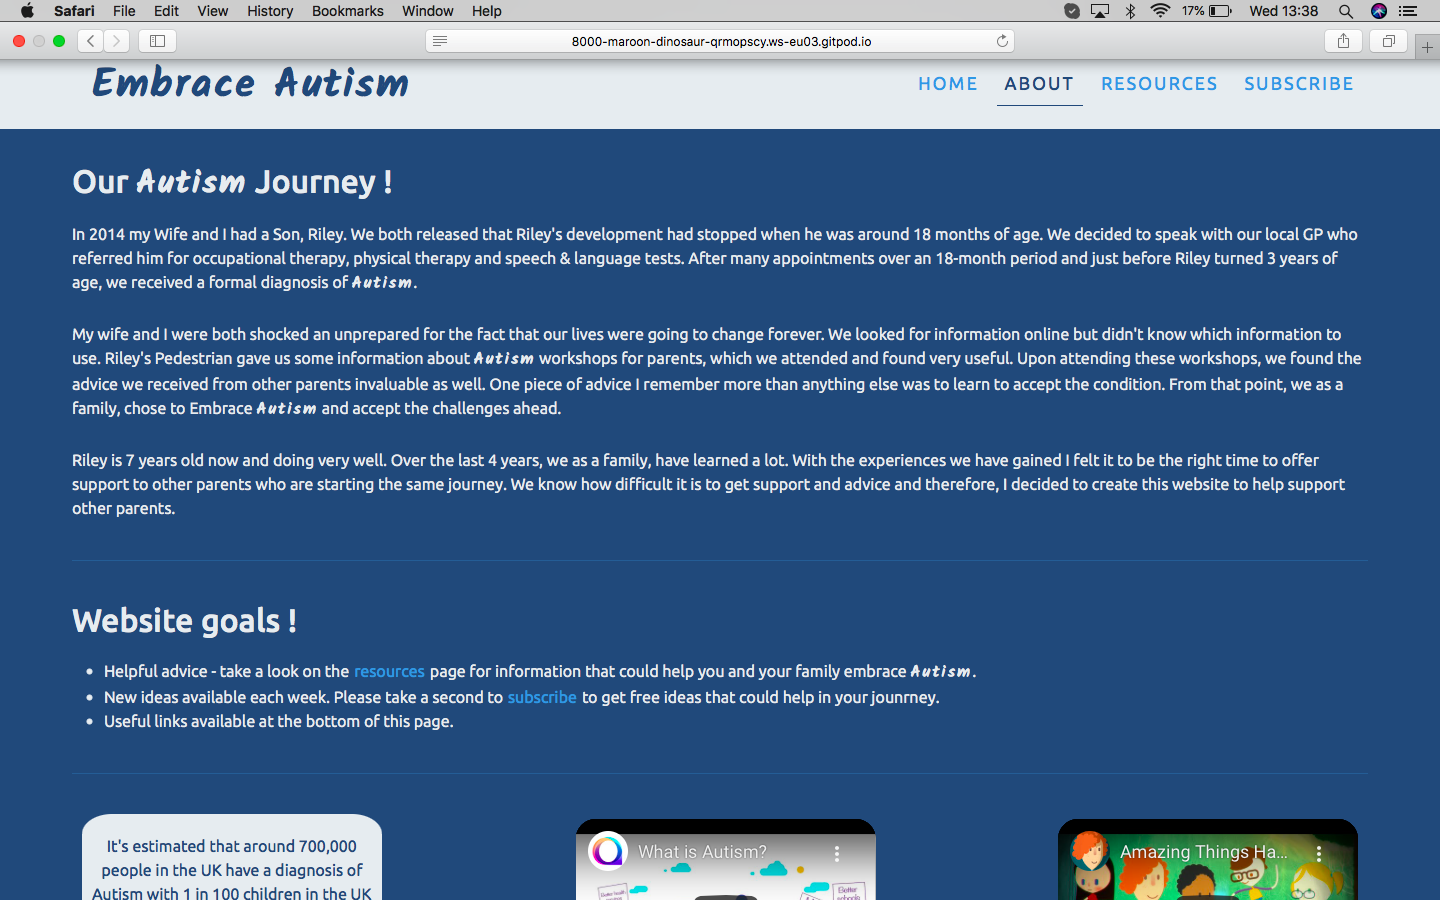 Safari File Edit View History Bookmarks Window Help 17% Wed 13:38
8000-maroon-dinosaur-qrmopscy.ws-eu03.gitpod.io
Embrace Autism
HOME ABOUT RESOURCES SUBSCRIBE
Our Autism Journey !
In 2014 my Wife and I had a Son, Riley. We both released that Riley's development had stopped when he was around 18 months of age. We decided to speak with our local GP who
referred him for occupational therapy, physical therapy and speech & language tests. After many appointments over an 18-month period and just before Riley turned 3 years of
age, we received a formal diagnosis of Autism.
My wife and I were both shocked an unprepared for the fact that our lives were going to change forever. We looked for information online but didn't know which information to
use. Riley's Pedestrian gave us some information about Autism workshops for parents, which we attended and found very useful. Upon attending these workshops, we found the
advice we received from other parents invaluable as well. One piece of advice I remember more than anything else was to learn to accept the condition. From that point, we as a
family, chose to Embrace Autism and accept the challenges ahead.
Riley is 7 years old now and doing very well. Over the last 4 years, we as a family, have learned a lot. With the experiences we have gained I felt it to be the right time to offer
support to other parents who are starting the same journey. We know how difficult it is to get support and advice and therefore, I decided to create this website to help support
other parents.
Website goals !
• Helpful advice - take a look on the resources page for information that could help you and your family embrace Autism.
• New ideas available each week. Please take a second to subscribe to get free ideas that could help in your jounrney.
• Useful links available at the bottom of this page.
It's estimated that around 700,000
people in the UK have a diagnosis of
Autism with 1 in 100 children in the UK
What is Autism?
Better health
Better schools
Amazing Things Ha...